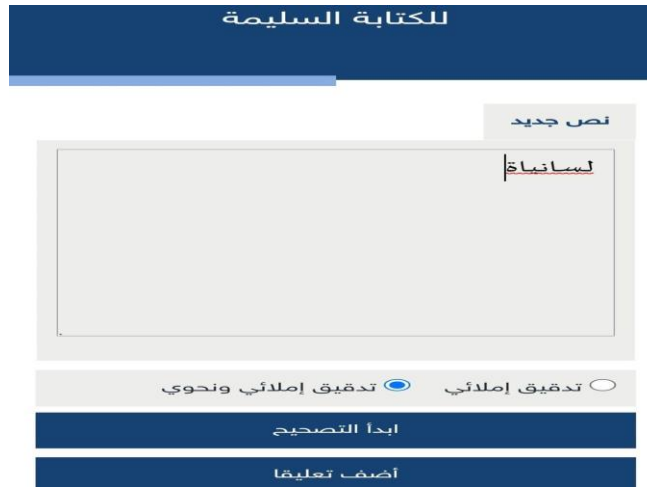 للكتابة السليمة
نص جديد
لسانياة
تدقيق إملائي تدقيق إملائي ونحوي
ابدأ التصحيح
أضف تعليقا